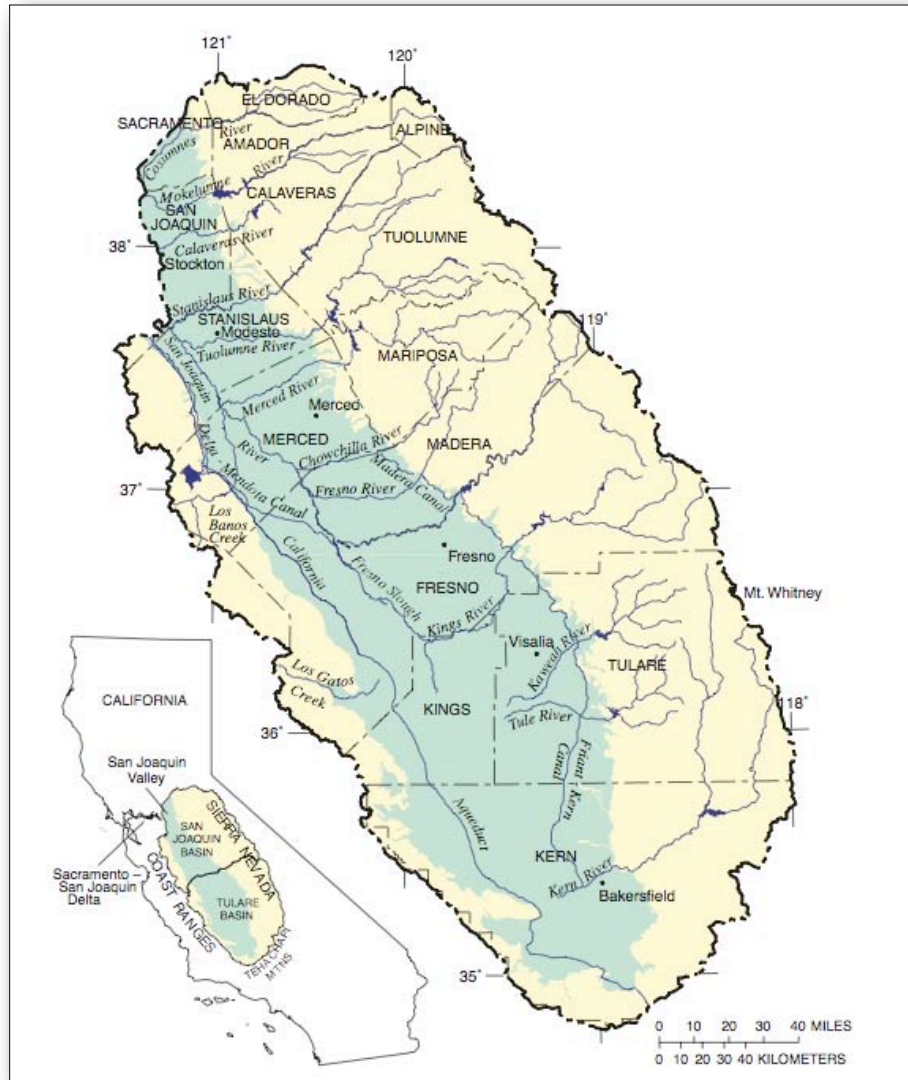 121°
120°
EL DORADO
SACRAMENTO
ALPINE
Cosumnes
River
AMADOR
River
Mokelumne
CALAVERAS
SAN
JOAQUIN
TUOLUMNE
Calaveras River
38°
Stockton
Stanislaus River
119°
STANISLAUS
Modesto
Tuolumne River
MARIPOSA
San Joaquin
River
Merced River
Merced
MERCED
Chowchilla River
MADERA
Delta - Mendota Canal
Madera Canal
37°
Fresno River
Los
Banos
Creek
California
Aqueduct
Fresno
Fresno Slough
FRESNO
Mt. Whitney
Kings River
Visalia
Kaweah River
TULARE
Los Gatos
Creek
KINGS
Tule River
118°
36°
Friant - Kern
Canal
KERN
Kern River
Bakersfield
35°
CALIFORNIA
San Joaquin
Valley
SIERRA NEVADA
SAN
JOAQUIN
BASIN
Sacramento –
San Joaquin
Delta
COAST RANGES
TULARE
BASIN
TEHACHAPI
MTNS
0 10 20 30 40 MILES
0 10 20 30 40 KILOMETERS